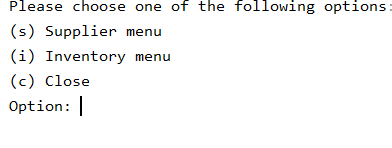 Please choose one of the following options:
(s) Supplier menu
(i) Inventory menu
(c) Close
Option: